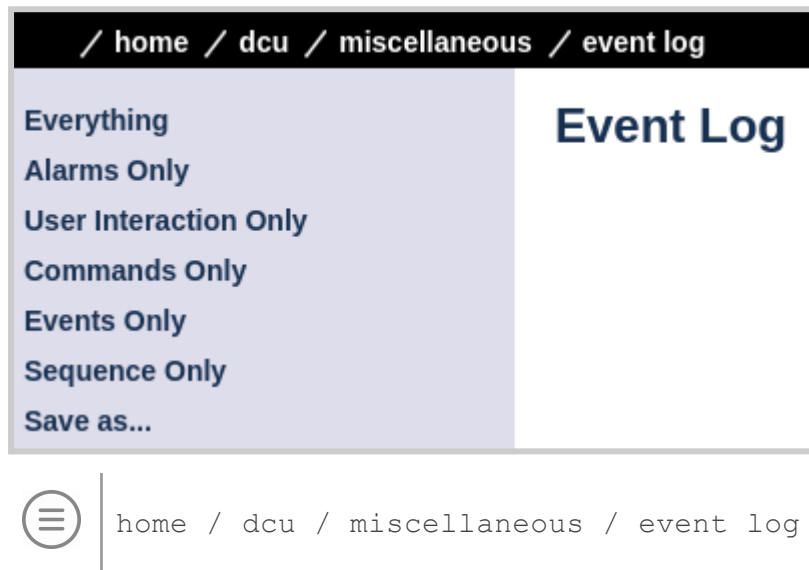 / home / dcu / miscellaneous / event log
Everything
Alarms Only
User Interaction Only
Commands Only
Events Only
Sequence Only
Save as...
Event Log
home / dcu / miscellaneous / event log